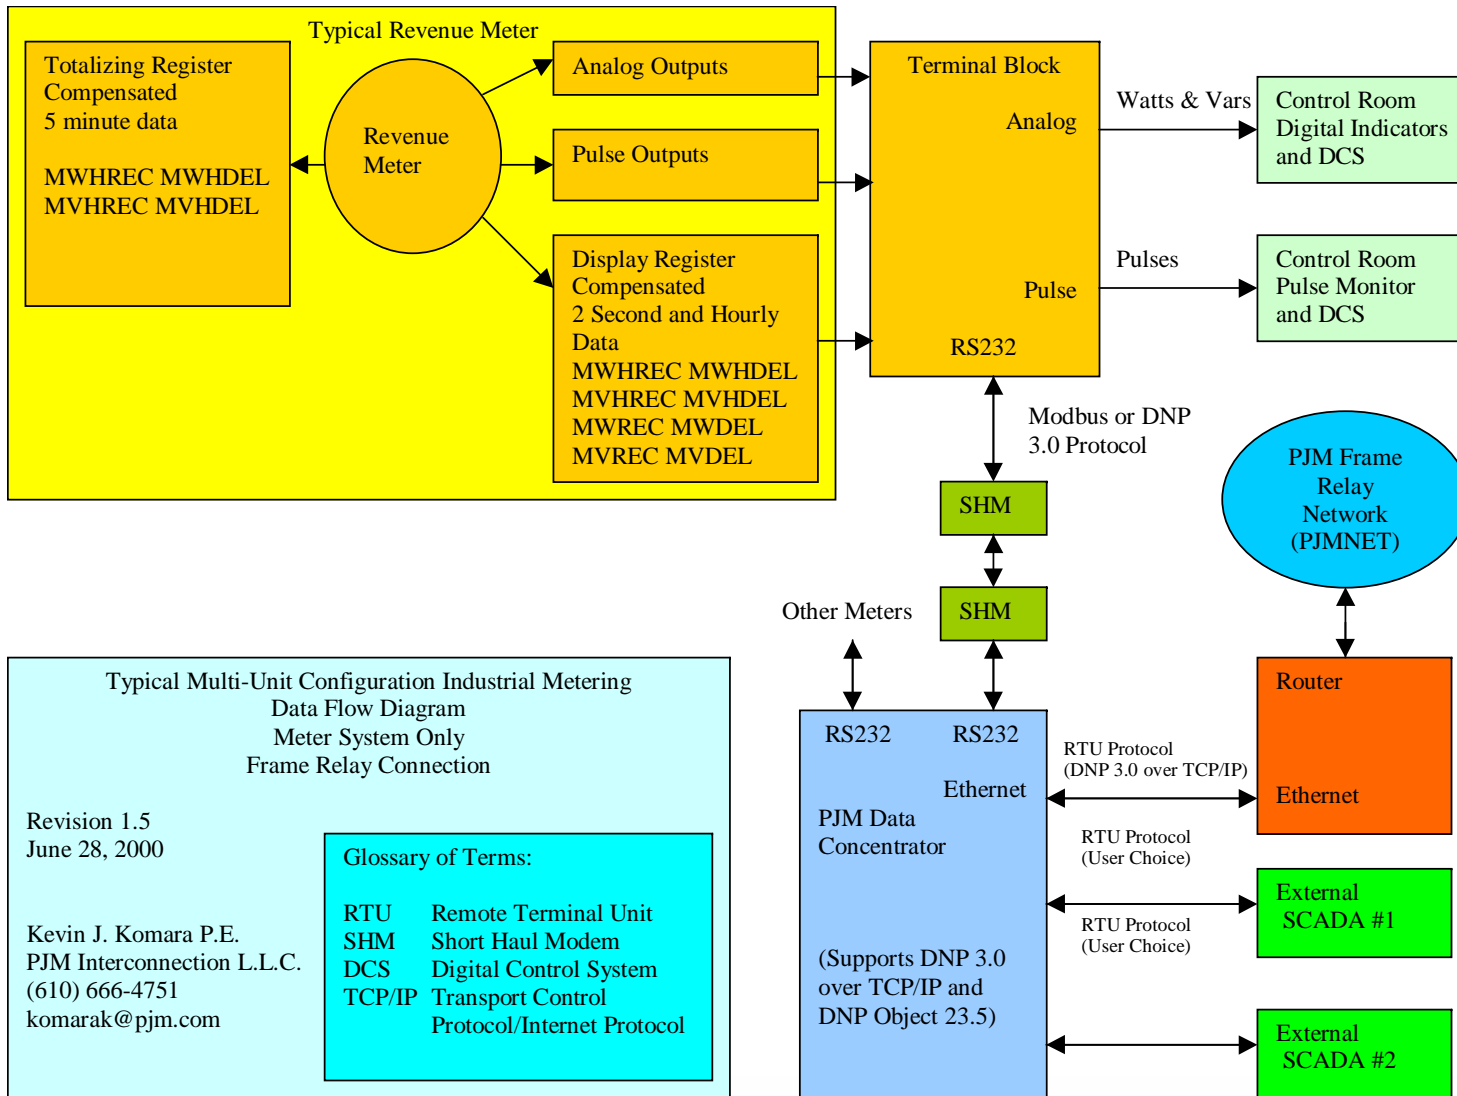 Typical Revenue Meter
Totalizing Register
Compensated
5 minute data
MWHREC MWHDEL
MVHREC MVHDEL
Revenue
Meter
Analog Outputs
Pulse Outputs
Display Register
Compensated
2 Second and Hourly
Data
MWHREC MWHDEL
MVHREC MVHDEL
MWREC MWDEL
MVREC MVDEL
Terminal Block
Analog
Pulse
RS232
Watts & Vars
Control Room
Digital Indicators
and DCS
Pulses
Control Room
Pulse Monitor
and DCS
Modbus or DNP
3.0 Protocol
SHM
SHM
Other Meters
PJM Frame
Relay
Network
(PJMNET)
Router
Ethernet
RS232 RS232
Ethernet
PJM Data
Concentrator
(Supports DNP 3.0
over TCP/IP and
DNP Object 23.5)
RTU Protocol
(DNP 3.0 over TCP/IP)
RTU Protocol
(User Choice)
RTU Protocol
(User Choice)
External
SCADA #1
External
SCADA #2
Typical Multi-Unit Configuration Industrial Metering
Data Flow Diagram
Meter System Only
Frame Relay Connection
Revision 1.5
June 28, 2000
Kevin J. Komara P.E.
PJM Interconnection L.L.C.
(610) 666-4751
komarak@pjm.com
Glossary of Terms:
RTU Remote Terminal Unit
SHM Short Haul Modem
DCS Digital Control System
TCP/IP Transport Control
Protocol/Internet Protocol